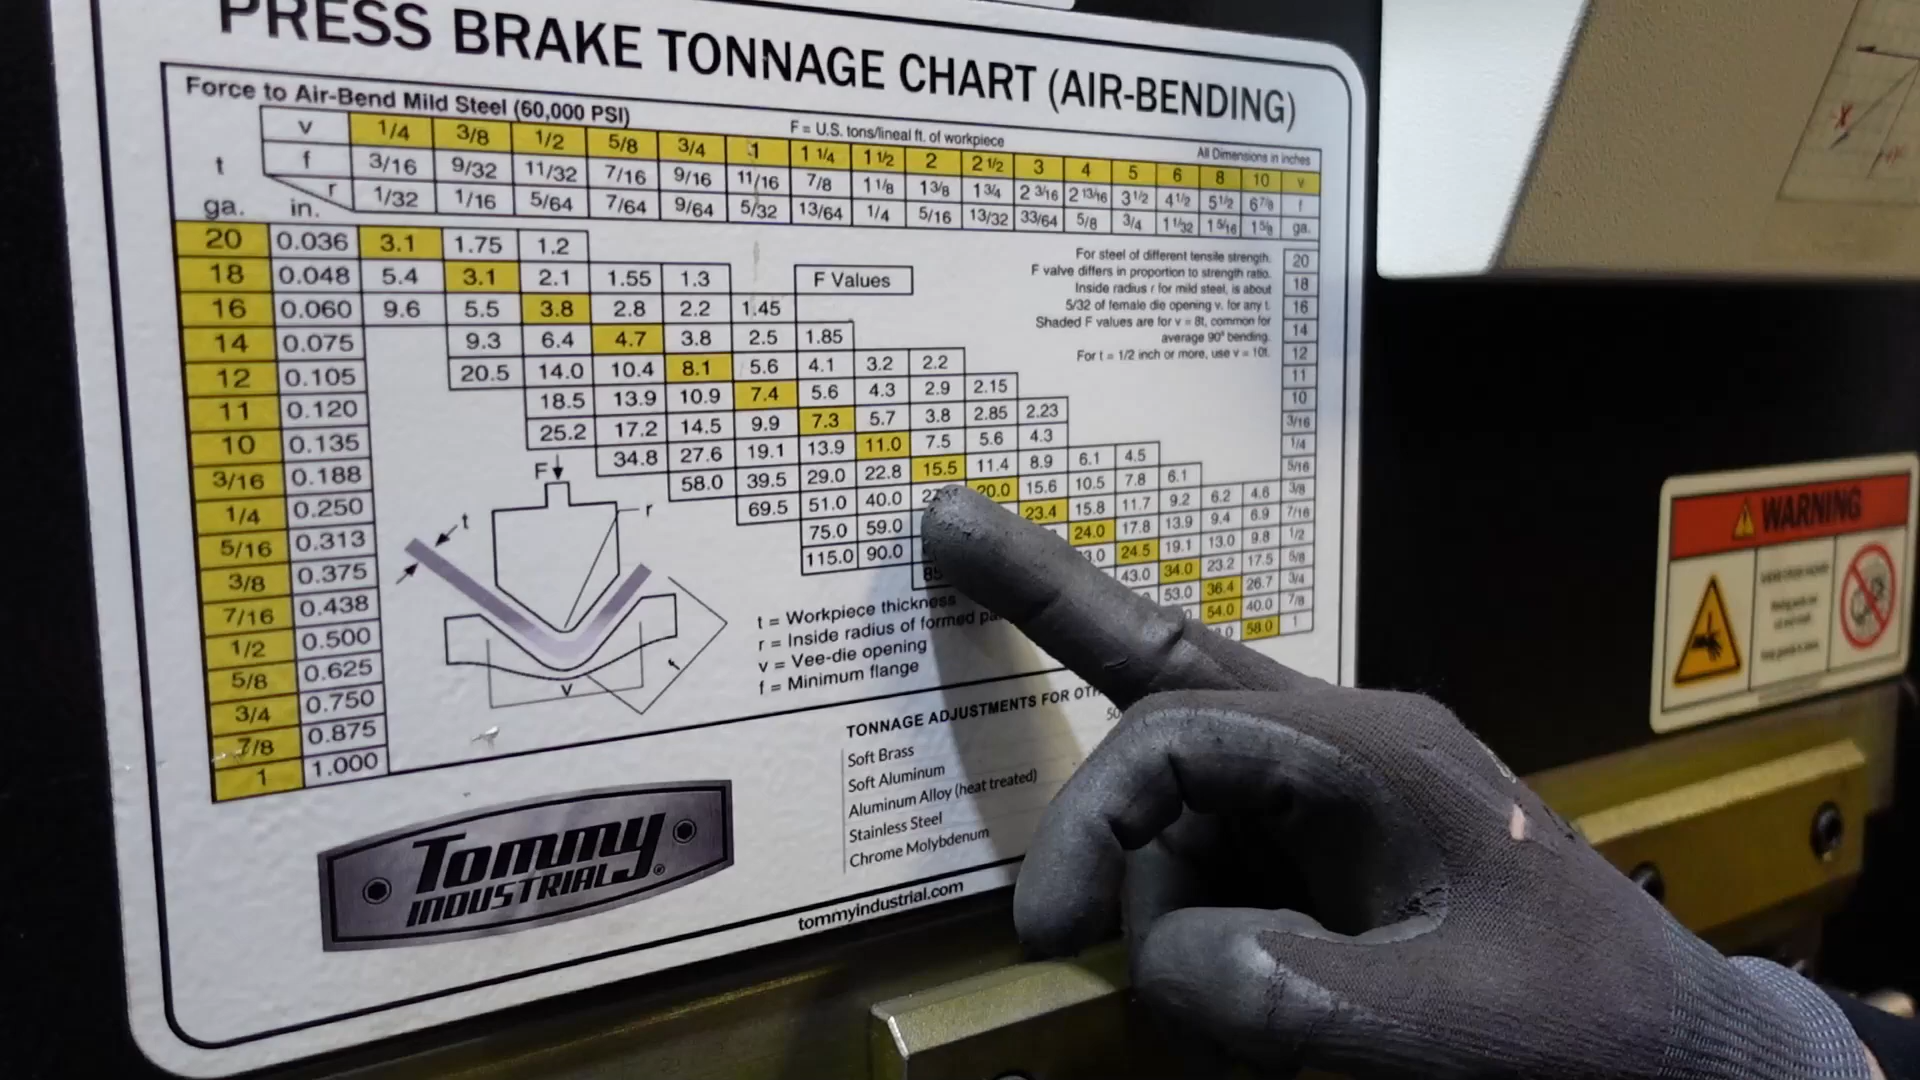 PRESS BRAKE TONNAGE CHART (AIR-BENDING)
Force to Air-Bend Mild Steel (60,000 PSI)
F = U.S. tons/lineal ft. of workpiece
All Dimensions in inches
v 1/4 3/8 1/2 5/8 3/4 1 1 1/4 1 1/2 2 2 1/2 3 4 5 6 8 10 v
t f 3/16 9/32 11/32 7/16 9/16 11/16 7/8 1 1/8 1 3/8 1 3/4 2 3/16 2 13/16 3 1/2 4 1/2 5 1/2 6 7/8 f
ga. in. r 1/32 1/16 5/64 7/64 9/64 5/32 13/64 1/4 5/16 13/32 33/64 5/8 3/4 1 1/32 1 5/16 1 5/8 ga.
20 0.036 3.1 1.75 1.2
18 0.048 5.4 3.1 2.1 1.55 1.3
16 0.060 9.6 5.5 3.8 2.8 2.2 1.45
14 0.075 9.3 6.4 4.7 3.8 2.5 1.85
12 0.105 20.5 14.0 10.4 8.1 5.6 4.1 3.2 2.2
11 0.120 18.5 13.9 10.9 7.4 5.6 4.3 2.9 2.15
10 0.135 25.2 17.2 14.5 9.9 7.3 5.7 3.8 2.85 2.23
3/16 0.188 34.8 27.6 19.1 13.9 11.0 7.5 5.6 4.3
1/4 0.250 58.0 39.5 29.0 22.8 15.5 11.4 8.9 6.1 4.5
5/16 0.313 69.5 51.0 40.0 20.0 15.6 10.5 7.8 6.1
3/8 0.375 75.0 59.0 23.4 15.8 11.7 9.2 6.2 4.6
7/16 0.438 115.0 90.0 24.0 17.8 13.9 9.4 6.9
1/2 0.500 24.5 19.1 13.0 9.8
5/8 0.625 43.0 34.0 23.2 17.5
3/4 0.750 53.0 36.4 26.7
7/8 0.875 54.0 40.0
1 1.000 58.0
F Values
For steel of different tensile strength.
F valve differs in proportion to strength ratio.
Inside radius r for mild steel, is about
5/32 of female die opening v. for any t.
Shaded F values are for v = 8t, common for
average 90° bending.
For t = 1/2 inch or more, use v = 10t.
20
18
16
14
12
11
10
3/16
1/4
5/16
3/8
7/16
1/2
5/8
3/4
7/8
1
F
t
r
v
t = Workpiece thickness
r = Inside radius of formed
v = Vee-die opening
f = Minimum flange
TONNAGE ADJUSTMENTS FOR
Soft Brass
Soft Aluminum
Aluminum Alloy (heat treated)
Stainless Steel
Chrome Molybdenum
Tommy
INDUSTRIAL®
tommyindustrial.com
WARNING